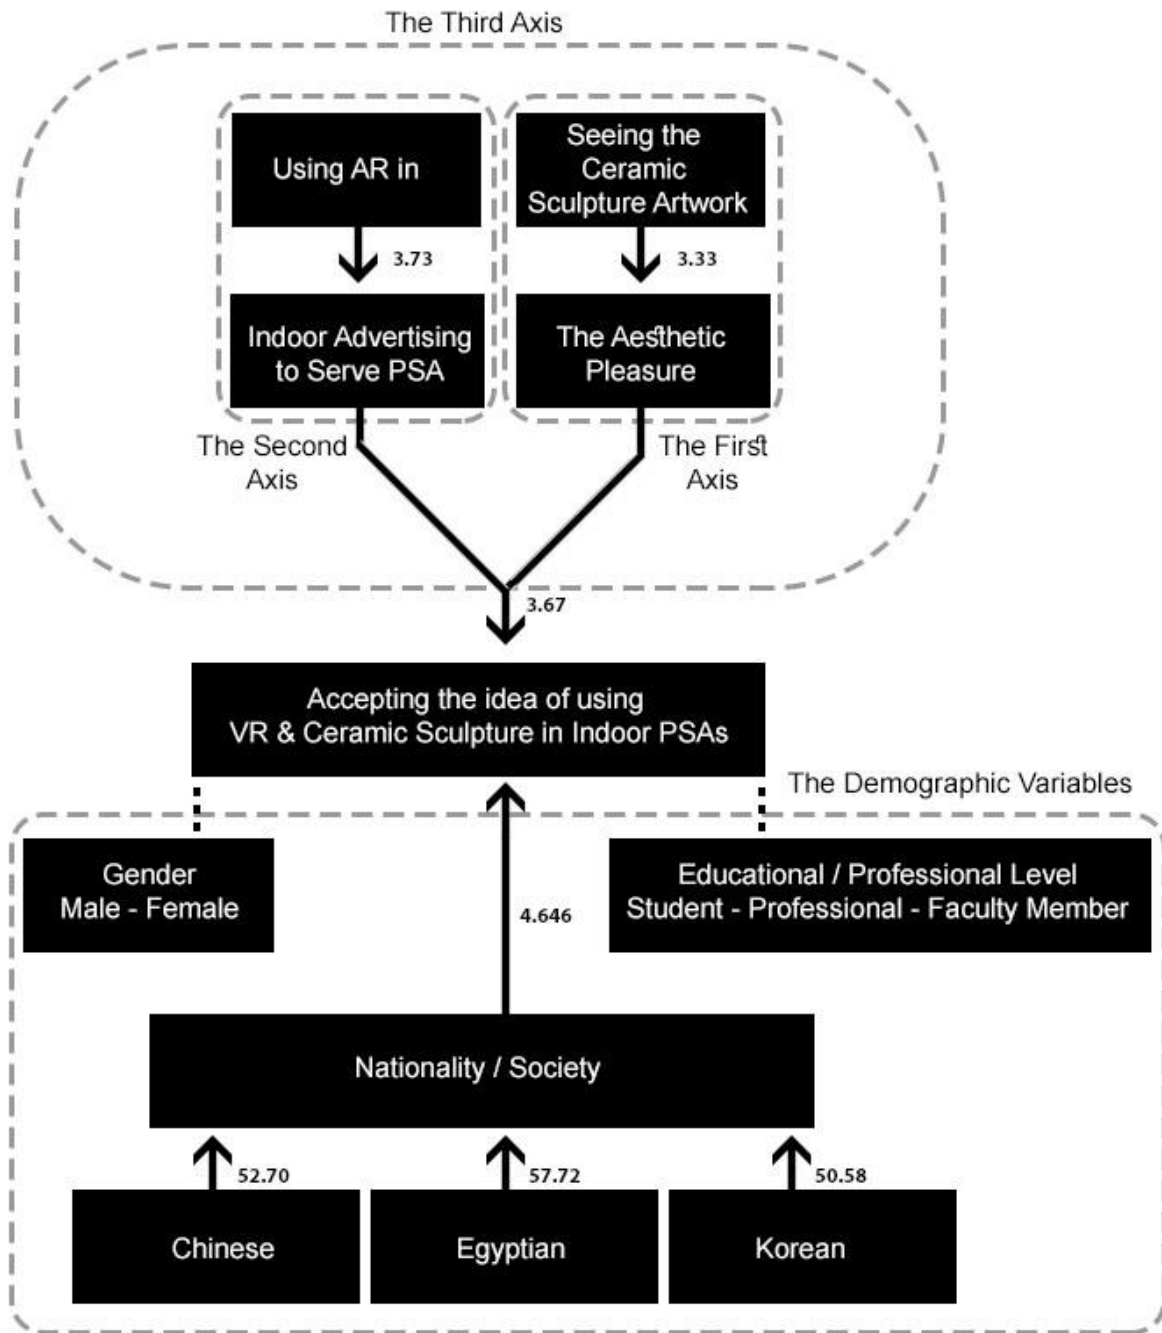 The Third Axis
Using AR in
Seeing the
Ceramic
Sculpture Artwork
3.73
3.33
Indoor Advertising
to Serve PSA
The Aesthetic
Pleasure
The Second
Axis
The First
Axis
3.67
Accepting the idea of using
VR & Ceramic Sculpture in Indoor PSAs
The Demographic Variables
Gender
Male - Female
Educational / Professional Level
Student - Professional - Faculty Member
4.646
Nationality / Society
52.70
57.72
50.58
Chinese
Egyptian
Korean